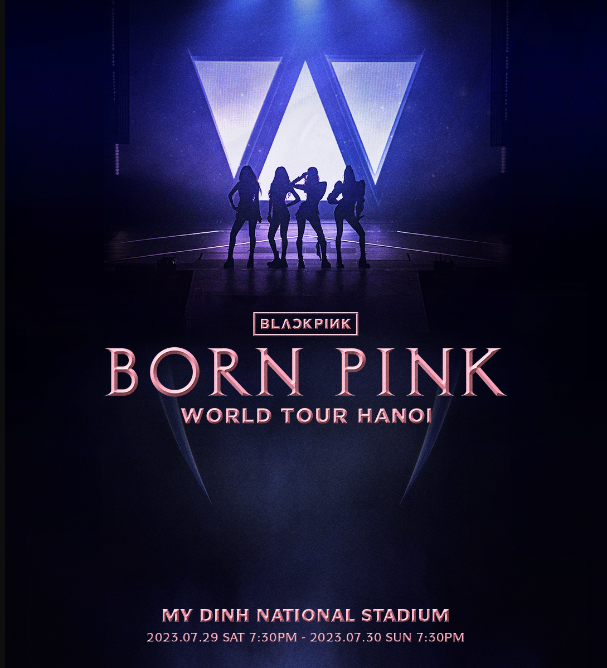 BLɅƆKPIИK
BORN PINK
WORLD TOUR HANOI
MY DINH NATIONAL STADIUM
2023.07.29 SAT 7:30PM - 2023.07.30 SUN 7:30PM